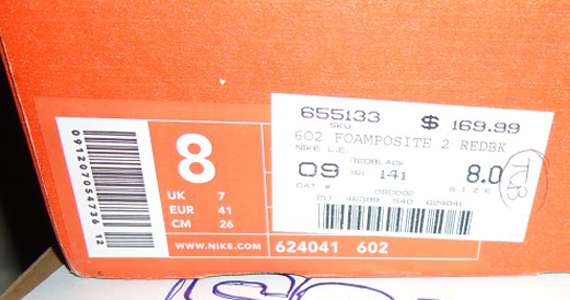 091207054736 12
8
UK 7
EUR 41
CM 26
WWW.NIKE.COM
624041 602
655133 $ 169.99
SKU
602 FOAMPOSITE 2 REDBK
NIKE L.E.
REDBLACK
09 141 8.0
CAT # SIZE
TCB